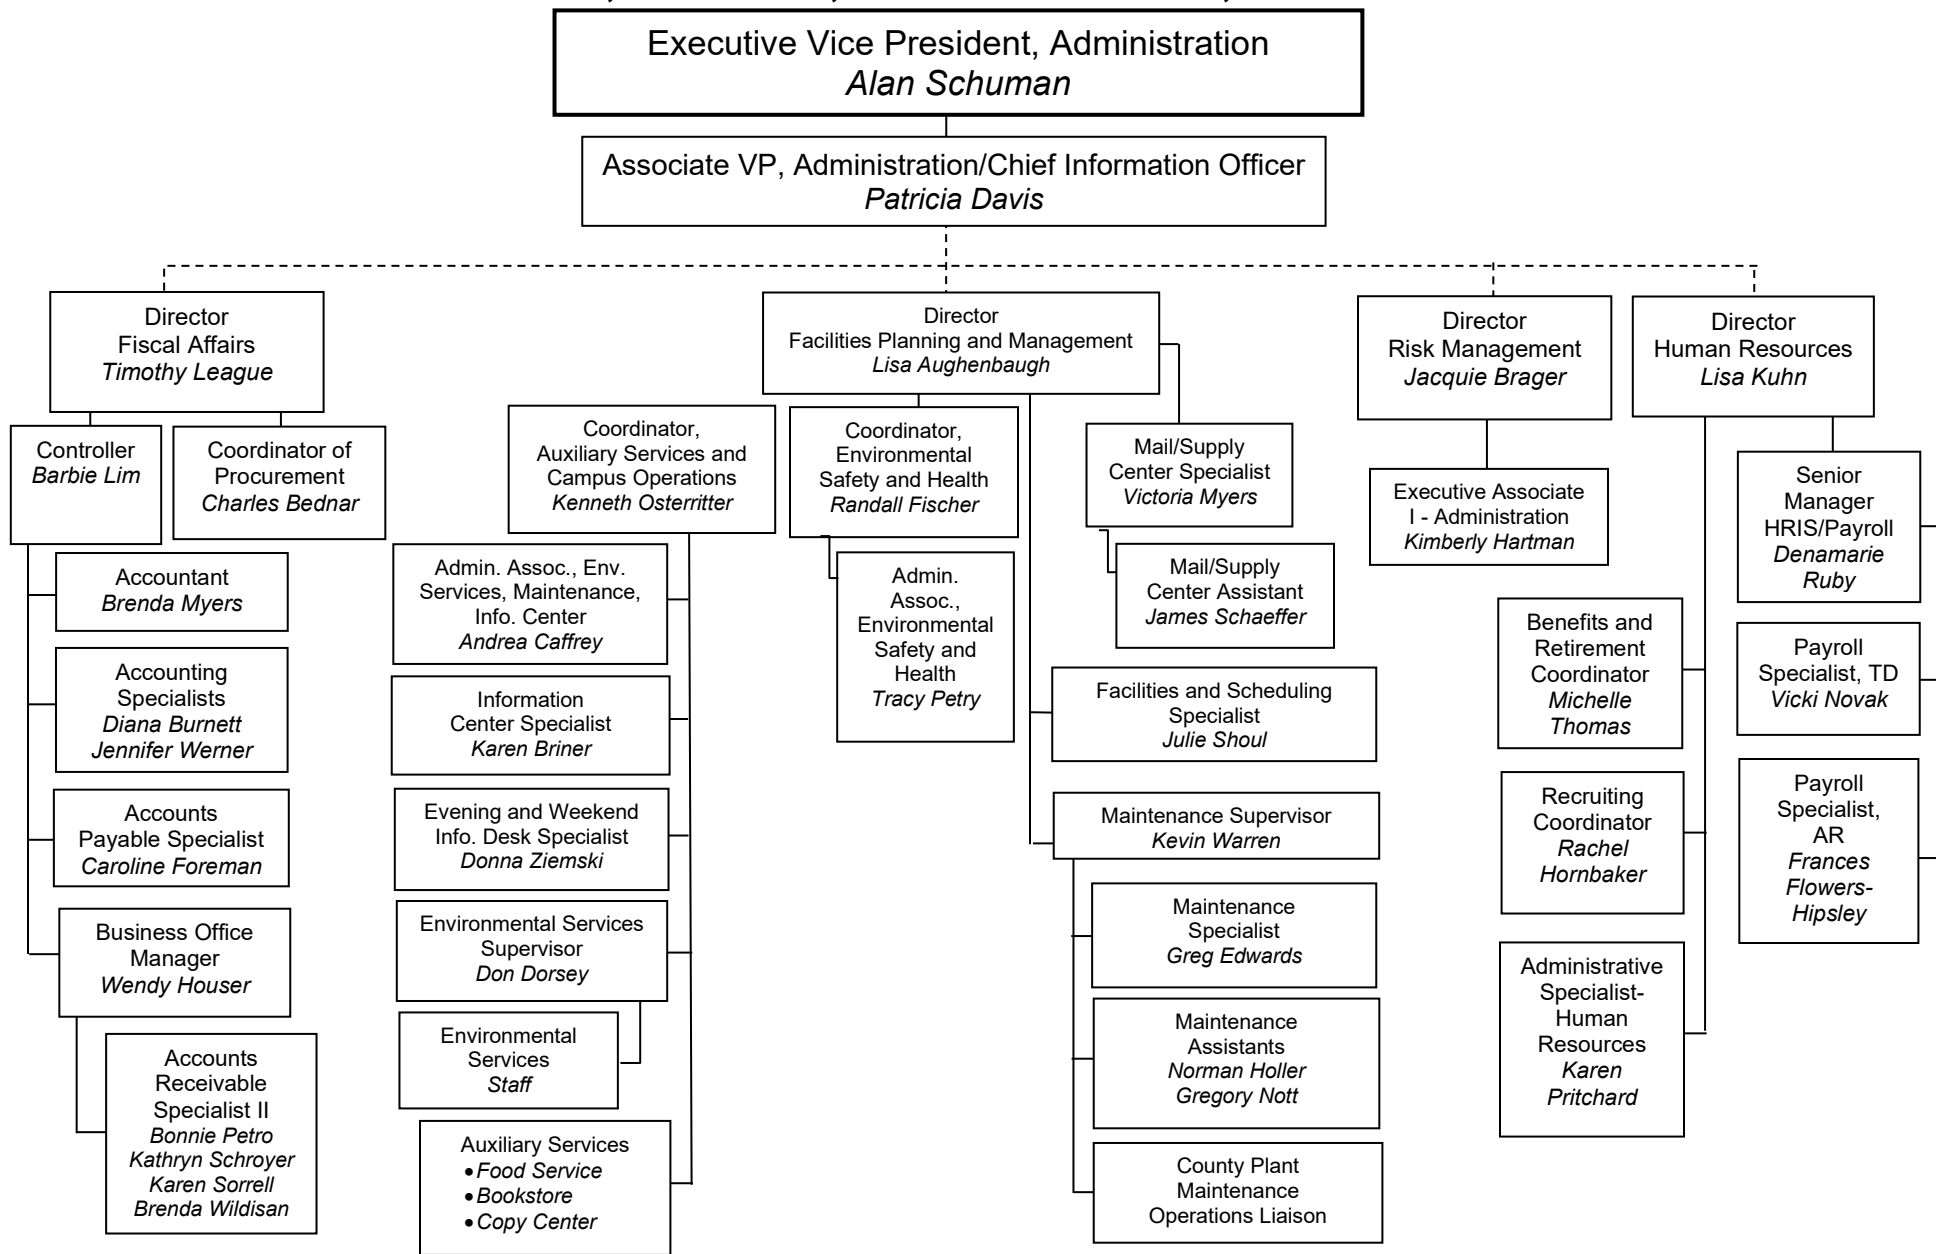 Executive Vice President, Administration
Alan Schuman
Associate VP, Administration/Chief Information Officer
Patricia Davis
Director
Fiscal Affairs
Timothy League
Director
Facilities Planning and Management
Lisa Aughenbaugh
Director
Risk Management
Jacquie Brager
Director
Human Resources
Lisa Kuhn
Controller
Barbie Lim
Coordinator of
Procurement
Charles Bednar
Accountant
Brenda Myers
Accounting
Specialists
Diana Burnett
Jennifer Werner
Accounts
Payable Specialist
Caroline Foreman
Business Office
Manager
Wendy Houser
Accounts
Receivable
Specialist II
Bonnie Petro
Kathryn Schroyer
Karen Sorrell
Brenda Wildisan
Coordinator,
Auxiliary Services and
Campus Operations
Kenneth Osterritter
Admin. Assoc., Env.
Services, Maintenance,
Info. Center
Andrea Caffrey
Information
Center Specialist
Karen Briner
Evening and Weekend
Info. Desk Specialist
Donna Ziemski
Environmental Services
Supervisor
Don Dorsey
Environmental
Services
Staff
Auxiliary Services
• Food Service
• Bookstore
• Copy Center
Coordinator,
Environmental
Safety and Health
Randall Fischer
Admin.
Assoc.,
Environmental
Safety and
Health
Tracy Petry
Mail/Supply
Center Specialist
Victoria Myers
Mail/Supply
Center Assistant
James Schaeffer
Facilities and Scheduling
Specialist
Julie Shoul
Maintenance Supervisor
Kevin Warren
Maintenance
Specialist
Greg Edwards
Maintenance
Assistants
Norman Holler
Gregory Nott
County Plant
Maintenance
Operations Liaison
Executive Associate
I - Administration
Kimberly Hartman
Benefits and
Retirement
Coordinator
Michelle
Thomas
Recruiting
Coordinator
Rachel
Hornbaker
Administrative
Specialist-
Human
Resources
Karen
Pritchard
Senior
Manager
HRIS/Payroll
Denamarie
Ruby
Payroll
Specialist, TD
Vicki Novak
Payroll
Specialist,
AR
Frances
Flowers-
Hipsley